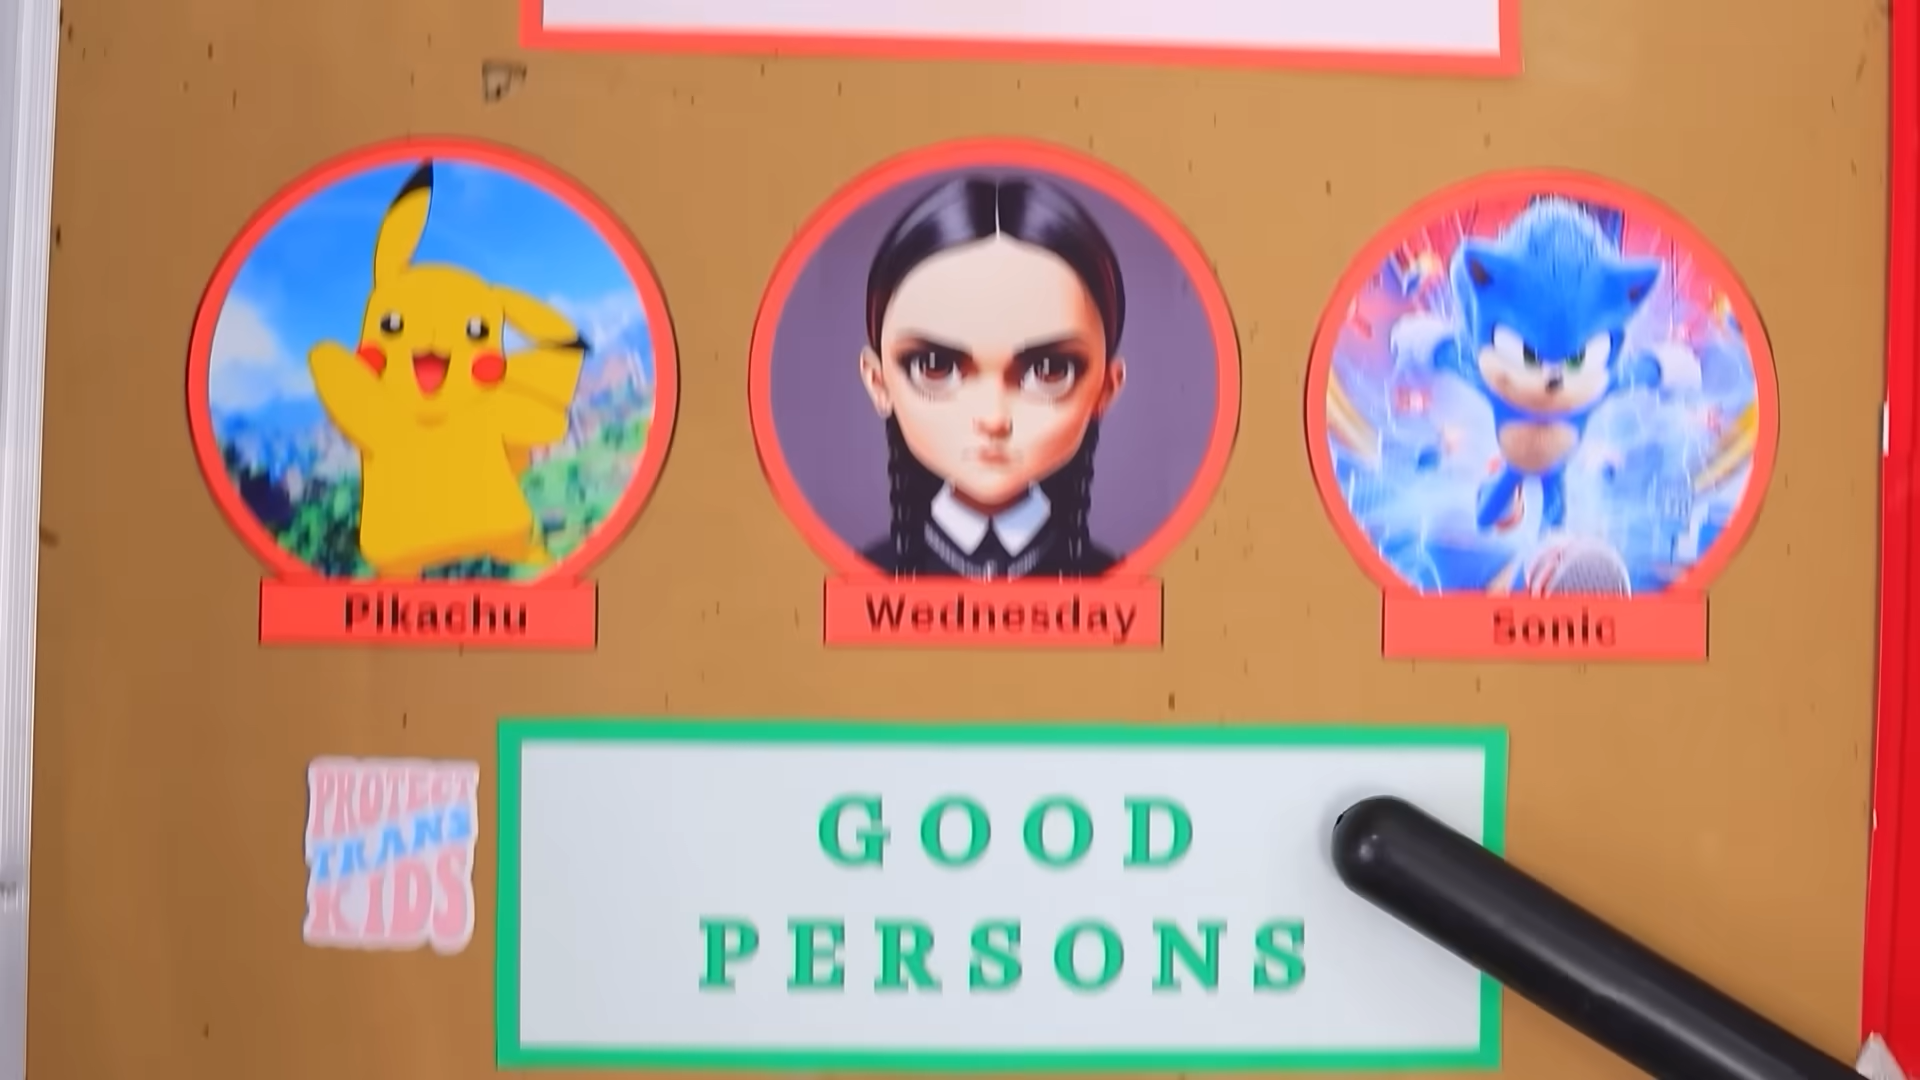 Pikachu
Wednesday
Sonic
PROTECT
TRANS
KIDS
GOOD
PERSONS